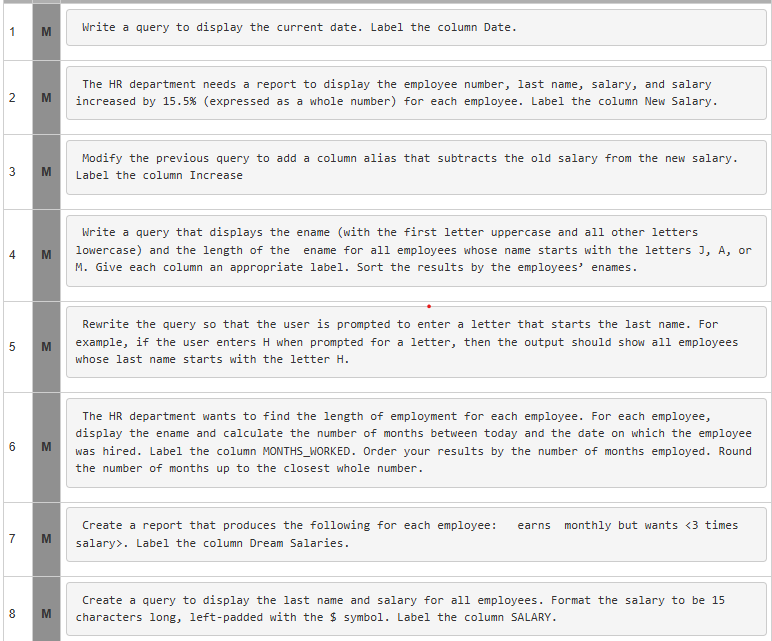 1 M Write a query to display the current date. Label the column Date.
2 M The HR department needs a report to display the employee number, last name, salary, and salary
increased by 15.5% (expressed as a whole number) for each employee. Label the column New Salary.
3 M Modify the previous query to add a column alias that subtracts the old salary from the new salary.
Label the column Increase
4 M Write a query that displays the ename (with the first letter uppercase and all other letters
lowercase) and the length of the  ename for all employees whose name starts with the letters J, A, or
M. Give each column an appropriate label. Sort the results by the employees’ enames.
5 M Rewrite the query so that the user is prompted to enter a letter that starts the last name. For
example, if the user enters H when prompted for a letter, then the output should show all employees
whose last name starts with the letter H.
6 M The HR department wants to find the length of employment for each employee. For each employee,
display the ename and calculate the number of months between today and the date on which the employee
was hired. Label the column MONTHS_WORKED. Order your results by the number of months employed. Round
the number of months up to the closest whole number.
7 M Create a report that produces the following for each employee:   earns  monthly but wants <3 times
salary>. Label the column Dream Salaries.
8 M Create a query to display the last name and salary for all employees. Format the salary to be 15
characters long, left-padded with the $ symbol. Label the column SALARY.